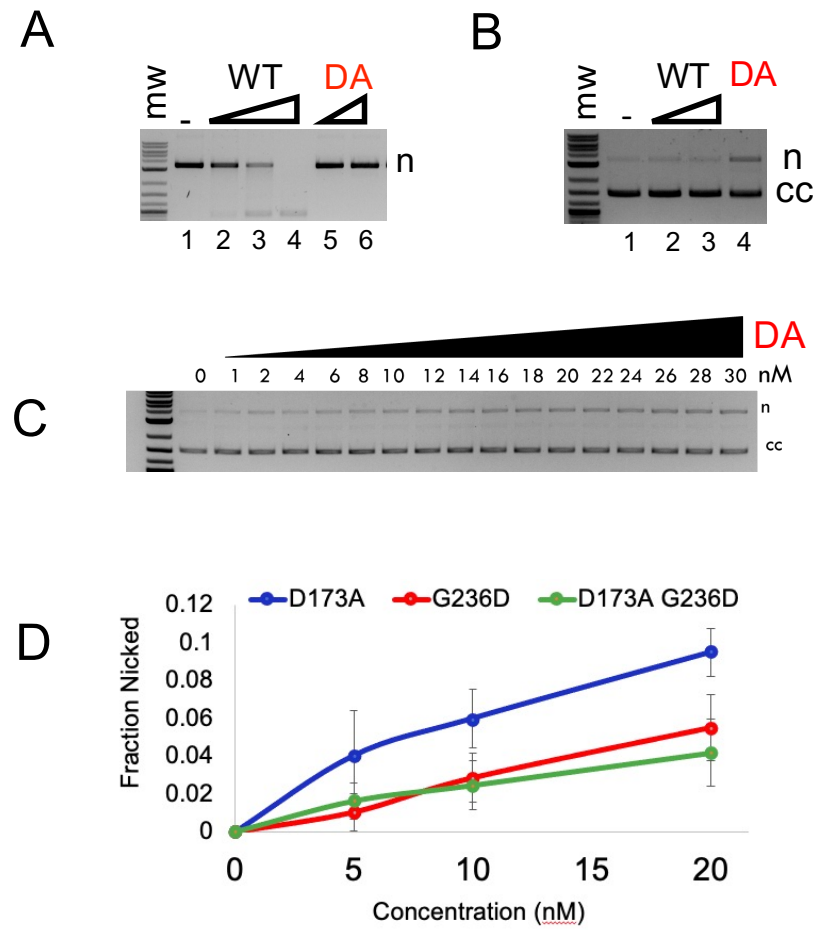 A
mw
-
WT
DA
n
1 2 3 4 5 6
B
mw
-
WT
DA
n
cc
1 2 3 4
C
DA
0 1 2 4 6 8 10 12 14 16 18 20 22 24 26 28 30 nM
n
cc
D
D173A G236D D173A G236D
Fraction Nicked
0.12
0.1
0.08
0.06
0.04
0.02
0
0 5 10 15 20
Concentration (nM)